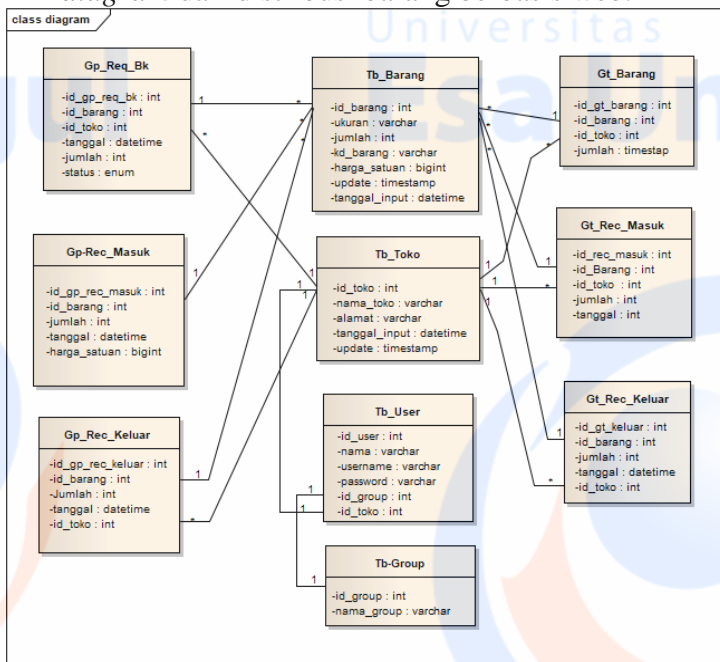 class diagram
Universitas
Esa Un
Gp_Req_Bk
-id_gp_req_bk : int
-id_barang : int
-id_toko : int
-tanggal : datetime
-jumlah : int
-status : enum
Tb_Barang
-id_barang : int
-ukuran : varchar
-jumlah : int
-kd_barang : varchar
-harga_satuan : bigint
-update : timestamp
-tanggal_input : datetime
Gt_Barang
-id_gt_barang : int
-id_barang : int
-id_toko : int
-jumlah : timestap
Gp-Rec_Masuk
-id_gp_rec_masuk : int
-id_barang : int
-jumlah : int
-tanggal : datetime
-harga_satuan : bigint
Tb_Toko
-id_toko : int
-nama_toko : varchar
-alamat : varchar
-tanggal_input : datetime
-update : timestamp
Gt_Rec_Masuk
-id_rec_masuk : int
-id_Barang : int
-id_toko : int
-jumlah : int
-tanggal : int
Gp_Rec_Keluar
-id_gp_rec_keluar : int
-id_barang : int
-Jumlah : int
-tanggal : datetime
-id_toko : int
Tb_User
-id_user : int
-nama : varchar
-username : varchar
-password : varchar
-id_group : int
-id_toko : int
Gt_Rec_Keluar
-id_gt_keluar : int
-id_barang : int
-jumlah : int
-tanggal : datetime
-id_toko : int
Tb-Group
-id_group : int
-nama_group : varchar